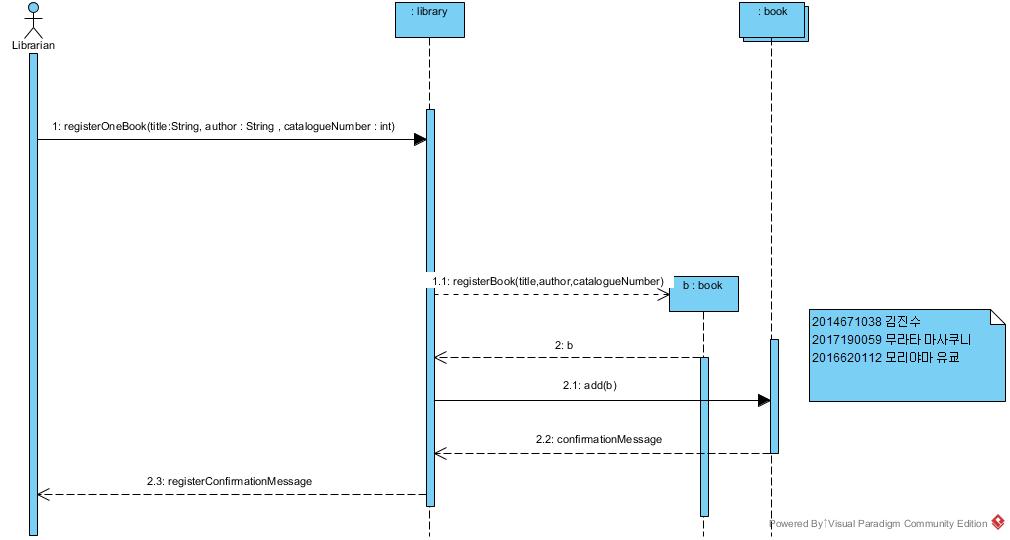 Librarian
: library
: book
1: registerOneBook(title:String, author : String , catalogueNumber : int)
1.1: registerBook(title,author,catalogueNumber)
b : book
2014671038 김진수
2017190059 무라타 마사쿠니
2016620112 모리야마 유쿄
2: b
2.1: add(b)
2.2: confirmationMessage
2.3: registerConfirmationMessage
Powered By Visual Paradigm Community Edition